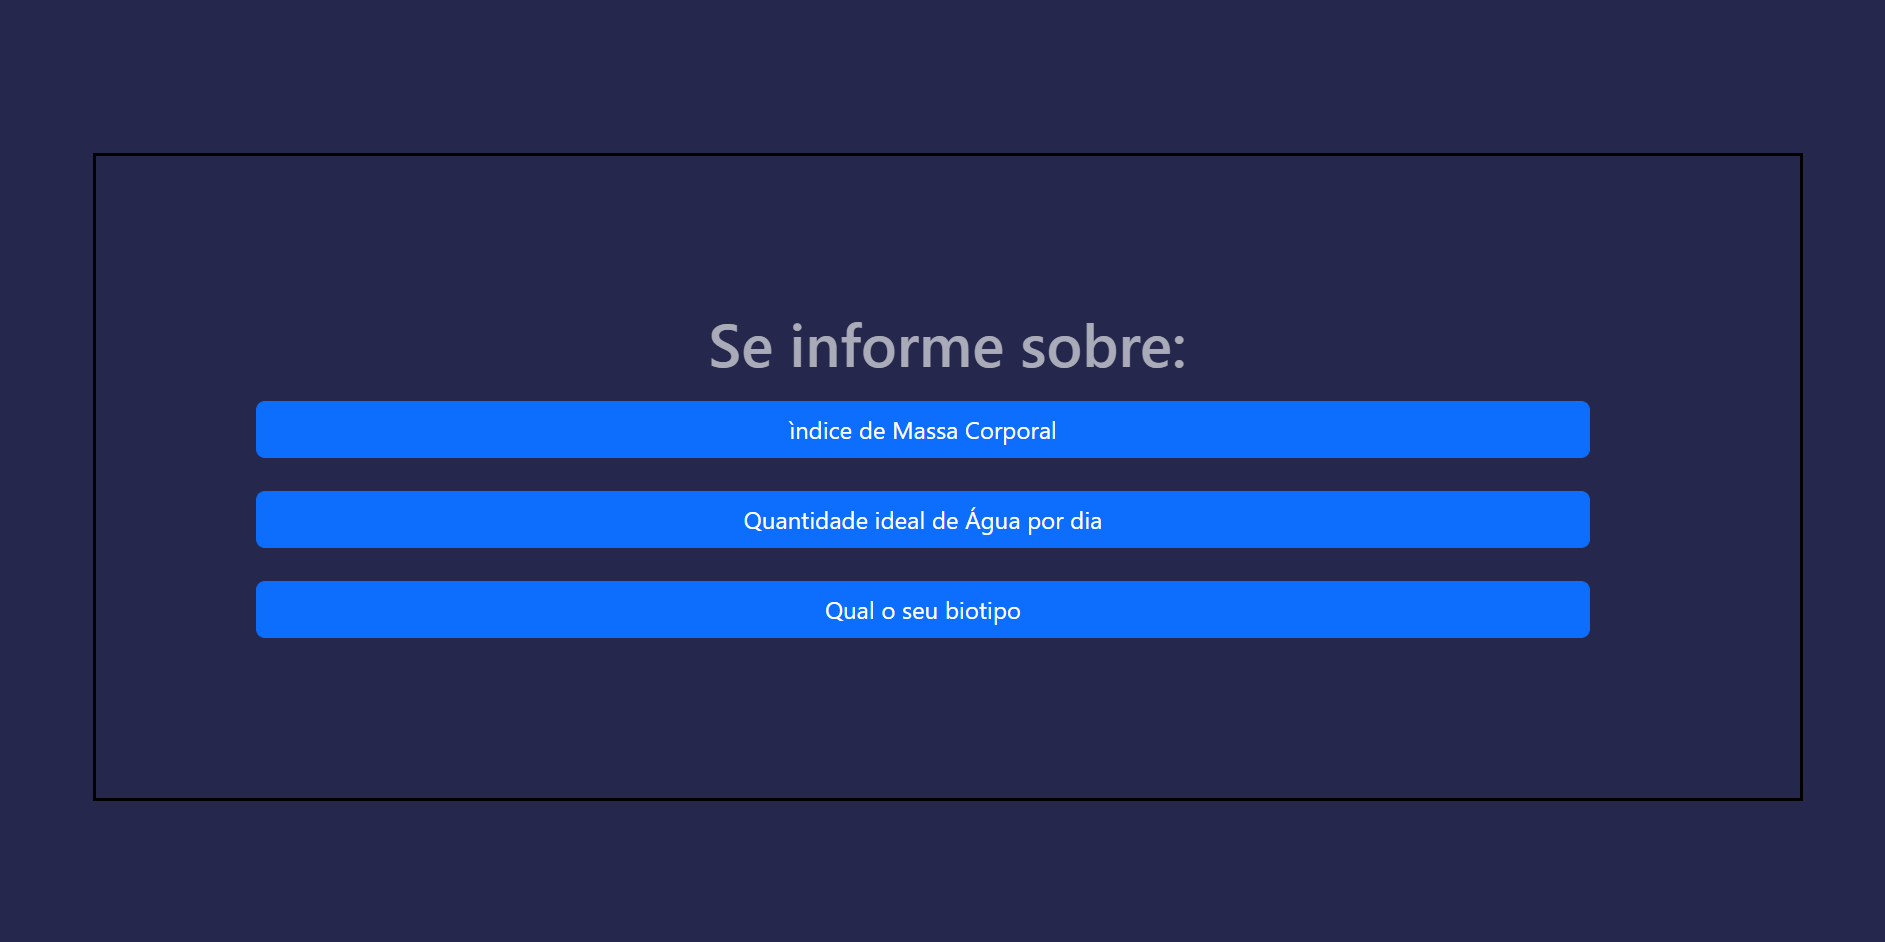 Se informe sobre:
ìndice de Massa Corporal
Quantidade ideal de Água por dia
Qual o seu biotipo